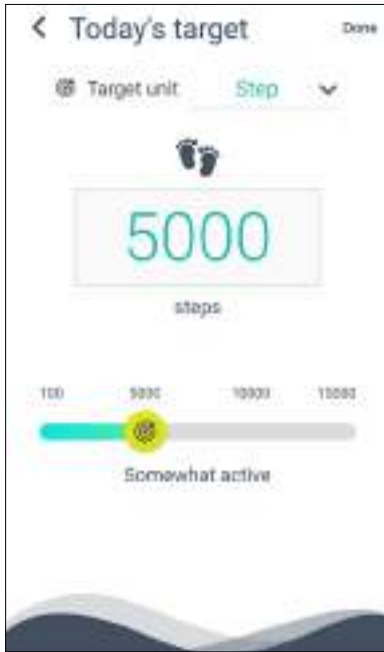 Today's target Done
Target unit Step
5000
steps
100 5000 10000 15000
Somewhat active